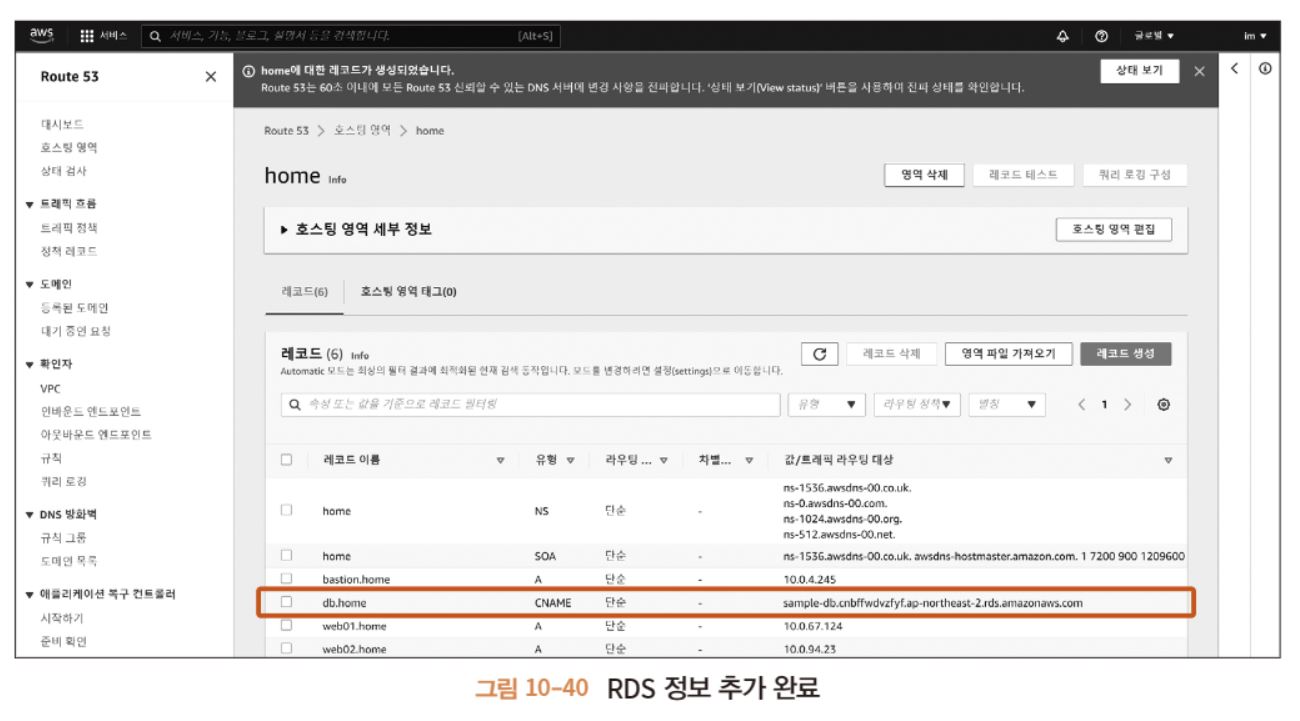 aws 서비스 서비스, 기능, 블로그, 설명서 등을 검색합니다. [Alt+S] 글로벌 ▼ im ▼
Route 53 ×
home에 대한 레코드가 생성되었습니다.
Route 53는 60초 이내에 모든 Route 53 신뢰할 수 있는 DNS 서버에 변경 사항을 전파합니다. '상태 보기(View status)' 버튼을 사용하여 전파 상태를 확인합니다.
상태 보기 ×
대시보드
호스팅 영역
상태 검사
▼ 트래픽 흐름
트래픽 정책
정책 레코드
▼ 도메인
등록된 도메인
대기 중인 요청
▼ 확인자
VPC
인바운드 엔드포인트
아웃바운드 엔드포인트
규칙
쿼리 로깅
▼ DNS 방화벽
규칙 그룹
도메인 목록
▼ 애플리케이션 복구 컨트롤러
시작하기
준비 확인
Route 53 > 호스팅 영역 > home
home Info 영역 삭제 레코드 테스트 쿼리 로깅 구성
▶ 호스팅 영역 세부 정보 호스팅 영역 편집
레코드(6) 호스팅 영역 태그(0)
레코드 (6) Info 레코드 삭제 영역 파일 가져오기 레코드 생성
Automatic 모드는 최상의 필터 결과에 최적화된 현재 검색 동작입니다. 모드를 변경하려면 설정(settings)으로 이동합니다.
속성 또는 값을 기준으로 레코드 필터링 유형 ▼ 라우팅 정책▼ 별칭 ▼ < 1 >
레코드 이름 유형 라우팅 ... 차별... 값/트래픽 라우팅 대상
home NS 단순 - ns-1536.awsdns-00.co.uk.
ns-0.awsdns-00.com.
ns-1024.awsdns-00.org.
ns-512.awsdns-00.net.
home SOA 단순 - ns-1536.awsdns-00.co.uk. awsdns-hostmaster.amazon.com. 1 7200 900 1209600
bastion.home A 단순 - 10.0.4.245
db.home CNAME 단순 - sample-db.cnbffwdvzfyf.ap-northeast-2.rds.amazonaws.com
web01.home A 단순 - 10.0.67.124
web02.home A 단순 - 10.0.94.23
그림 10-40 RDS 정보 추가 완료